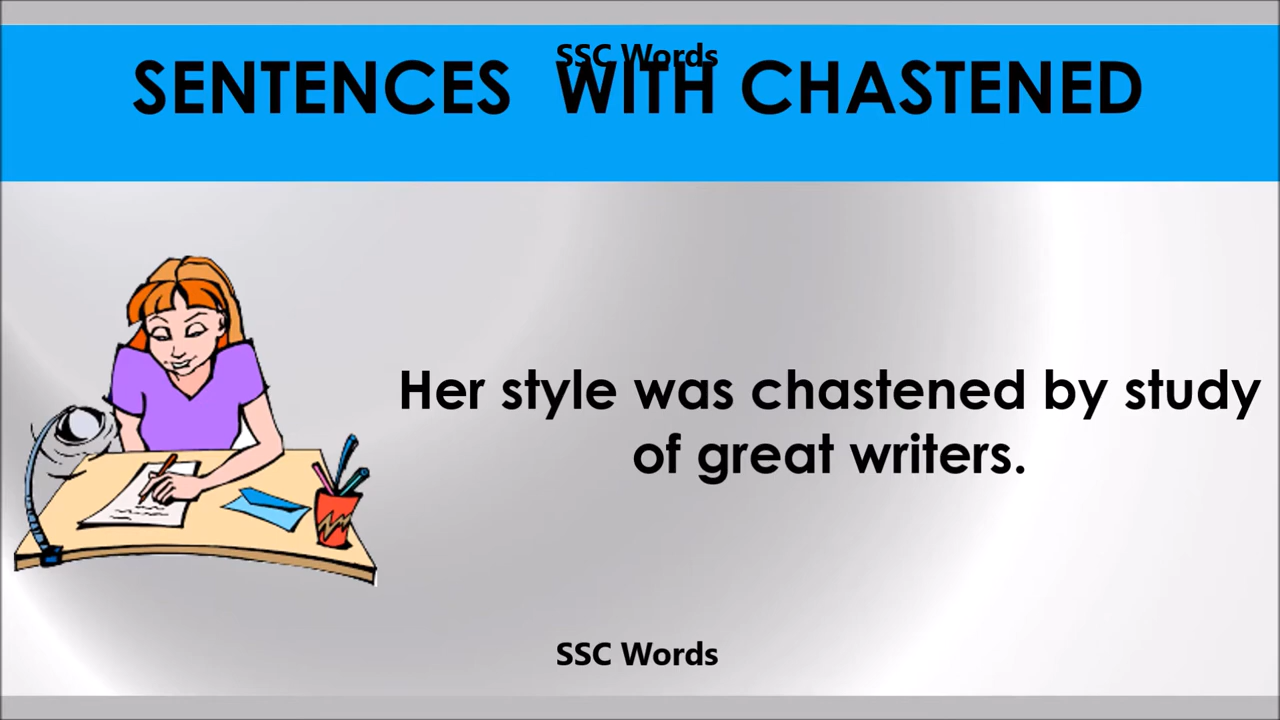 SSC Words
SENTENCES WITH CHASTENED
Her style was chastened by study
of great writers.
SSC Words